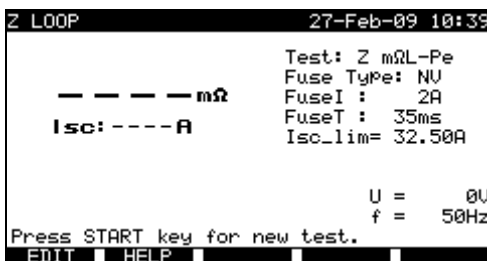 Z LOOP 27-Feb-09 10:39
Test: Z mΩL-Pe
Fuse Type: NV
– – – – mΩ FuseI : 2A
FuseT : 35ms
Isc:----A
Isc_lim= 32.50A
U = 0V
f = 50Hz
Press START key for new test.
EDIT HELP